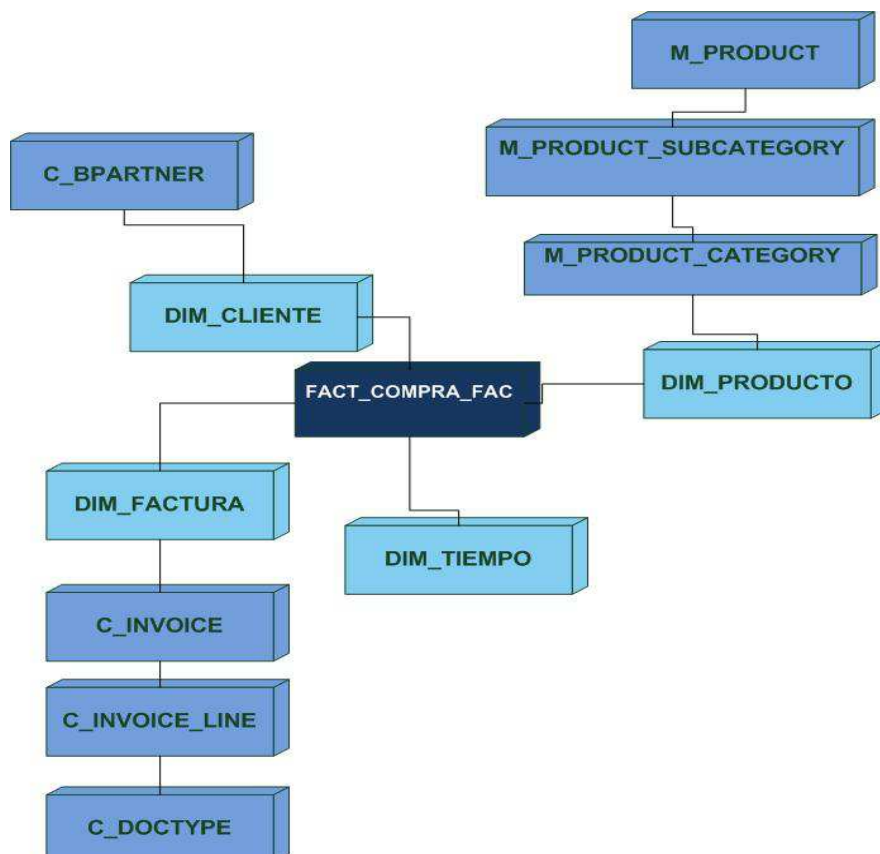 M_PRODUCT
M_PRODUCT_SUBCATEGORY
C_BPARTNER
M_PRODUCT_CATEGORY
DIM_CLIENTE
DIM_PRODUCTO
FACT_COMPRA_FAC
DIM_FACTURA
DIM_TIEMPO
C_INVOICE
C_INVOICE_LINE
C_DOCTYPE